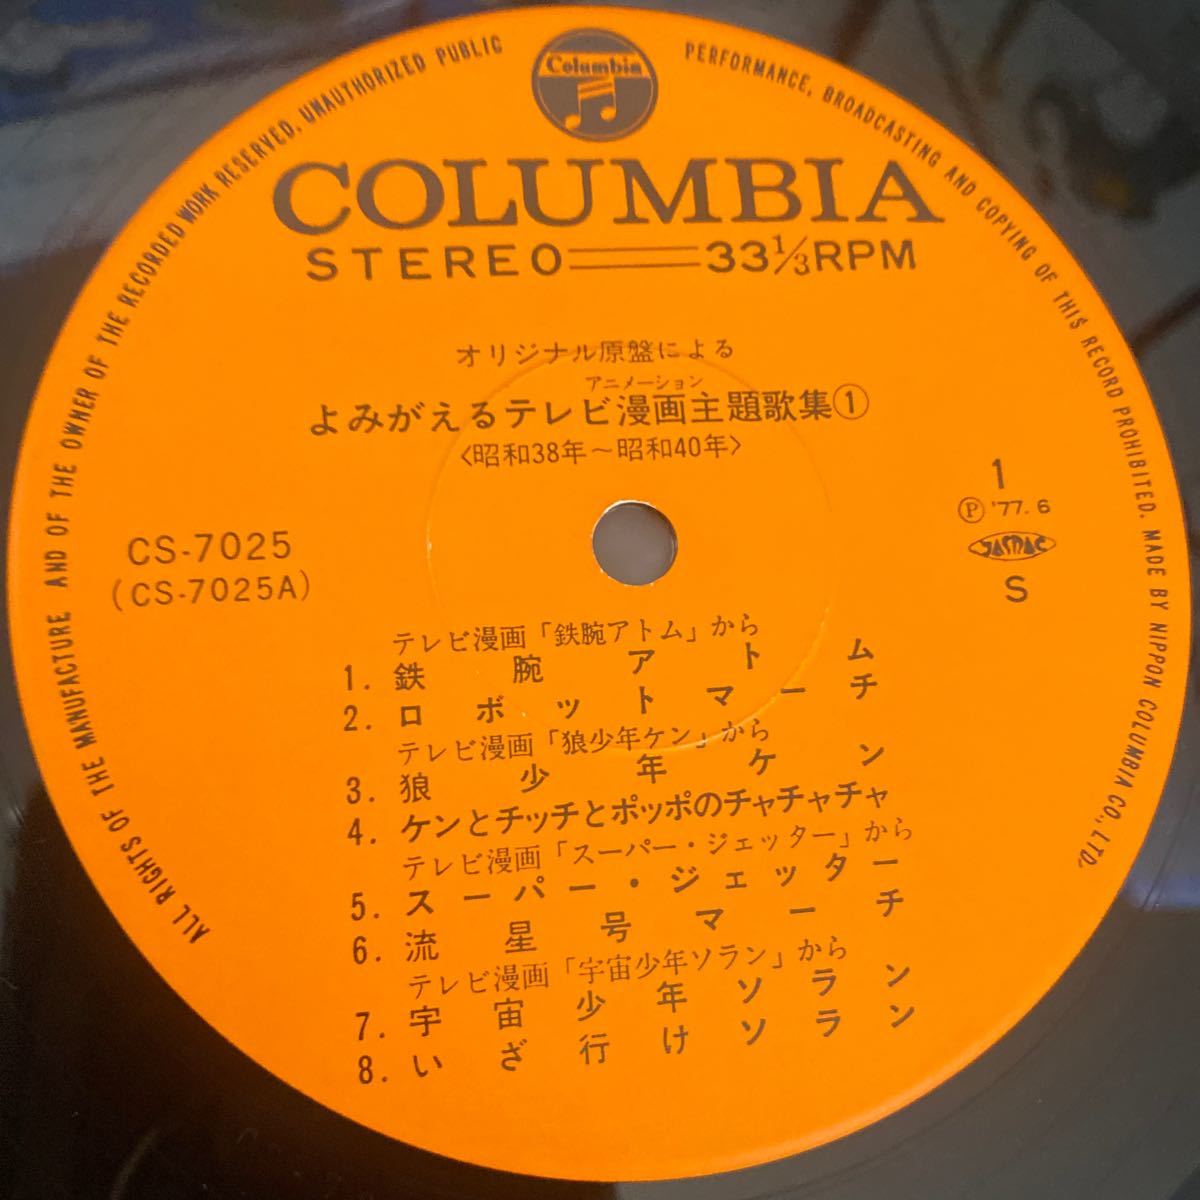 ALL RIGHTS OF THE MANUFACTURE AND OF THE OWNER OF THE RECORDED WORK RESERVED. UNAUTHORIZED PUBLIC PERFORMANCE, BROADCASTING AND COPYING OF THIS RECORD PROHIBITED. MADE BY NIPPON COLUMBIA CO., LTD.
Columbia
COLUMBIA
STEREO 33 1/3 RPM
オリジナル原盤による
アニメーション
よみがえるテレビ漫画主題歌集①
〈昭和38年～昭和40年〉
1
Ⓟ '77. 6
CS-7025
(CS-7025A)
JASRAC
S
テレビ漫画「鉄腕アトム」から
1. 鉄腕アトム
2. ロボットマーチ
テレビ漫画「狼少年ケン」から
3. 狼少年ケン
4. ケンとチッチとポッポのチャチャチャ
テレビ漫画「スーパー・ジェッター」から
5. スーパー・ジェッター
6. 流星号マーチ
テレビ漫画「宇宙少年ソラン」から
7. 宇宙少年ソラン
8. いざ行けソラン